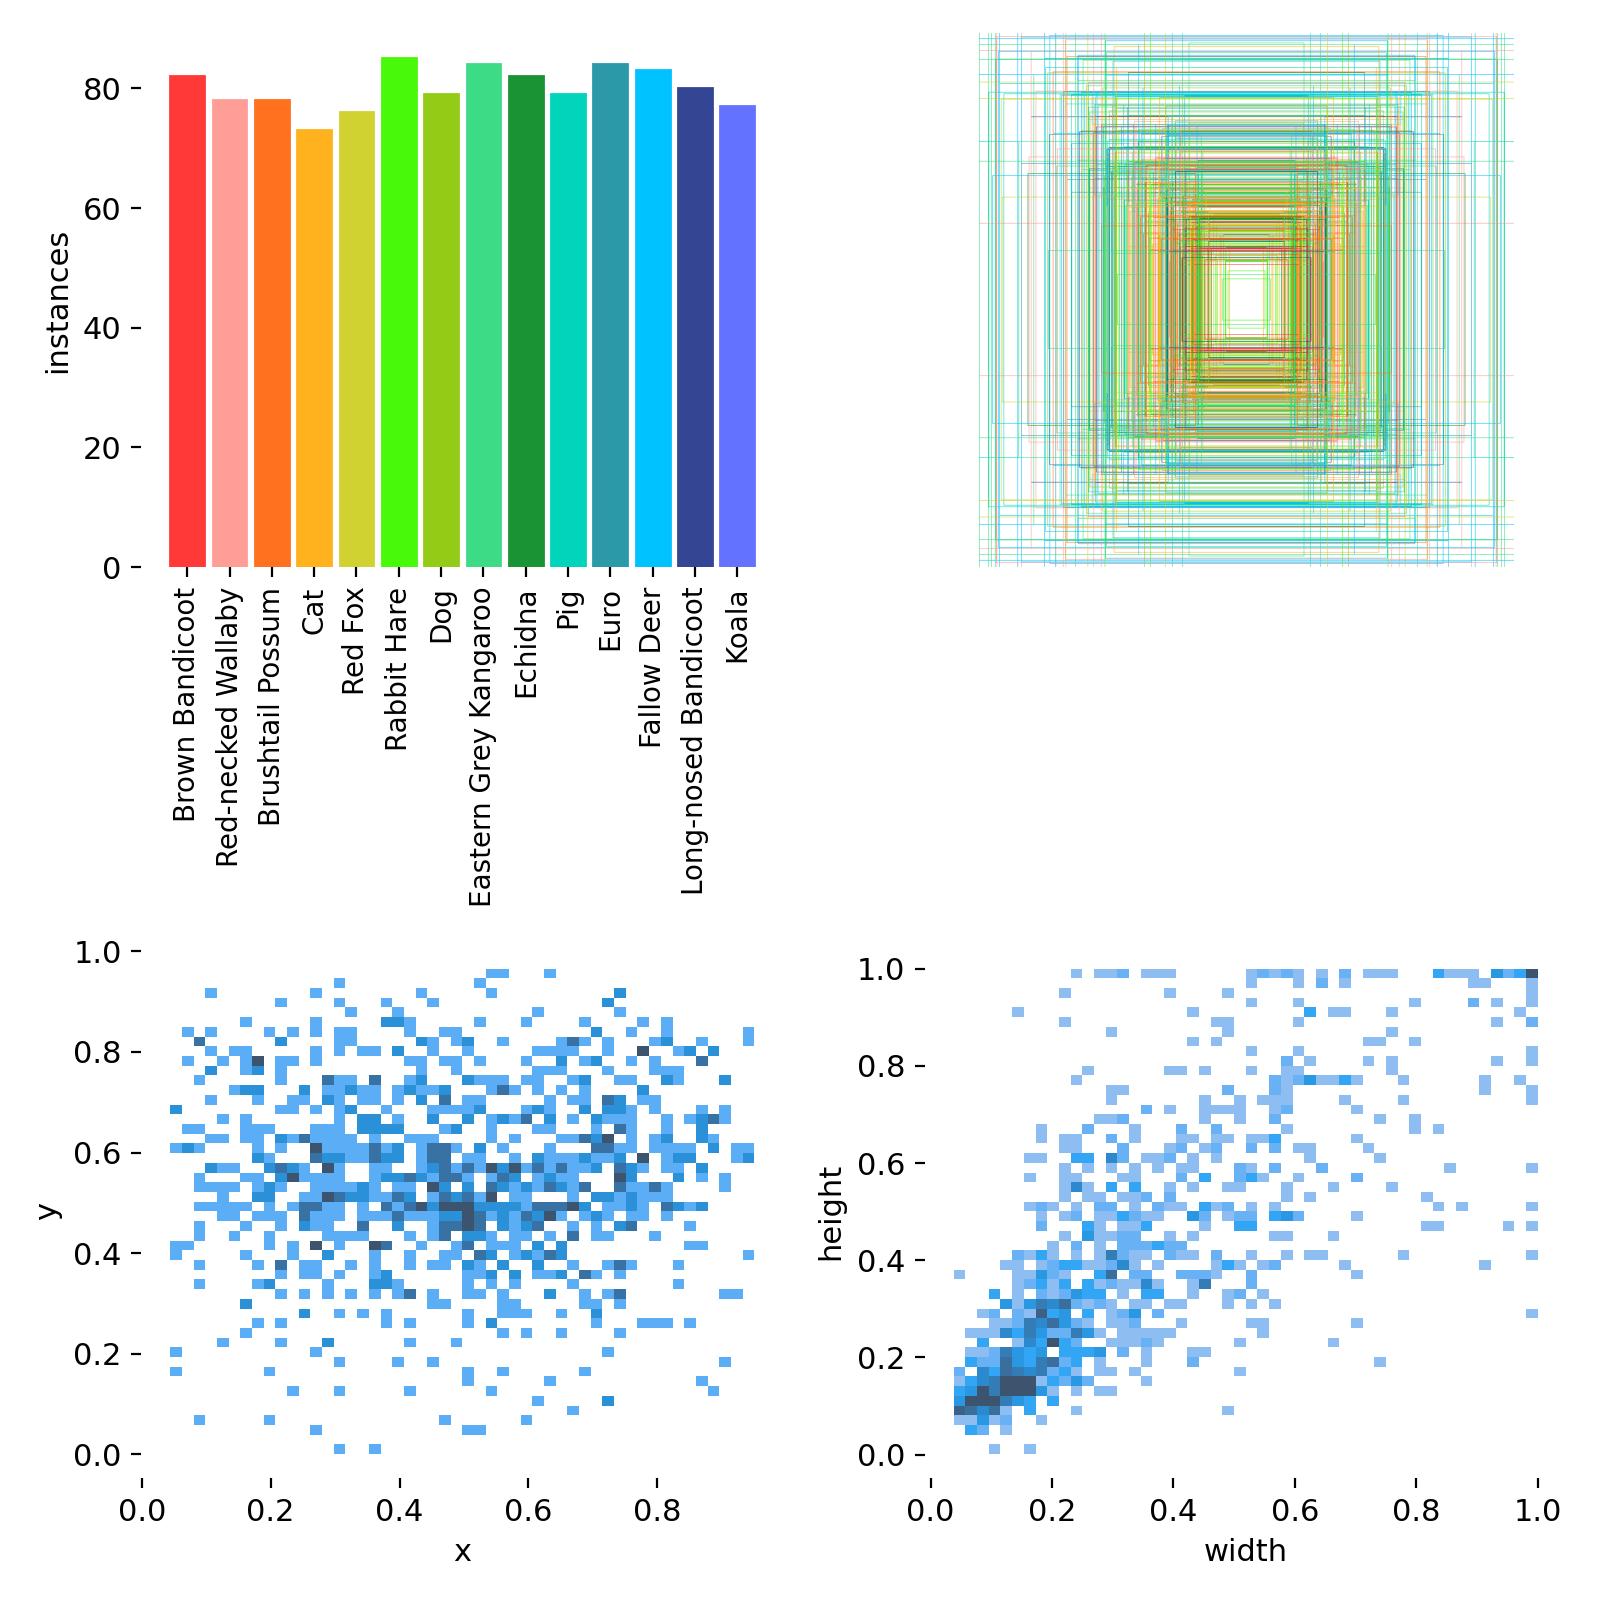 instances
80
60
40
20
0
Brown Bandicoot
Red-necked Wallaby
Brushtail Possum
Cat
Red Fox
Rabbit Hare
Dog
Eastern Grey Kangaroo
Echidna
Pig
Euro
Fallow Deer
Long-nosed Bandicoot
Koala
y
1.0
0.8
0.6
0.4
0.2
0.0
0.0 0.2 0.4 0.6 0.8
x
height
1.0
0.8
0.6
0.4
0.2
0.0
0.0 0.2 0.4 0.6 0.8 1.0
width